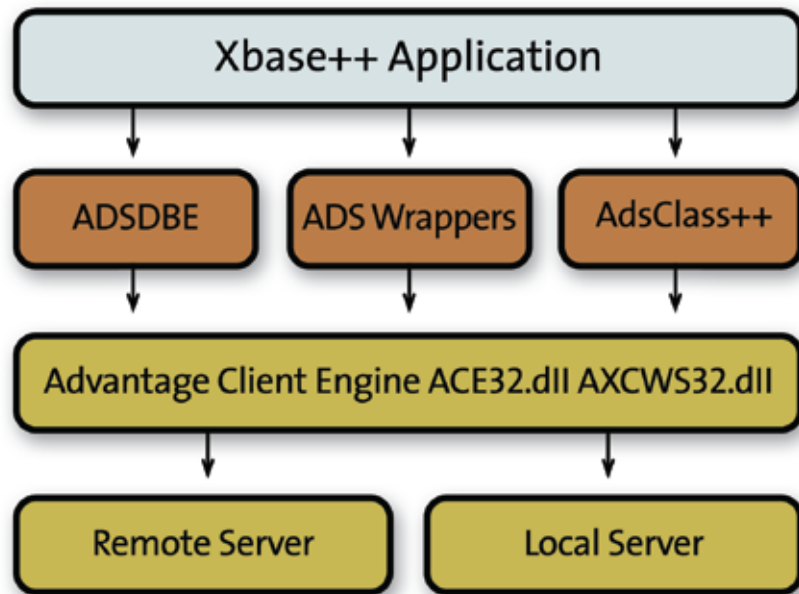 Xbase++ Application
ADSDBE
ADS Wrappers
AdsClass++
Advantage Client Engine ACE32.dll AXCWS32.dll
Remote Server
Local Server